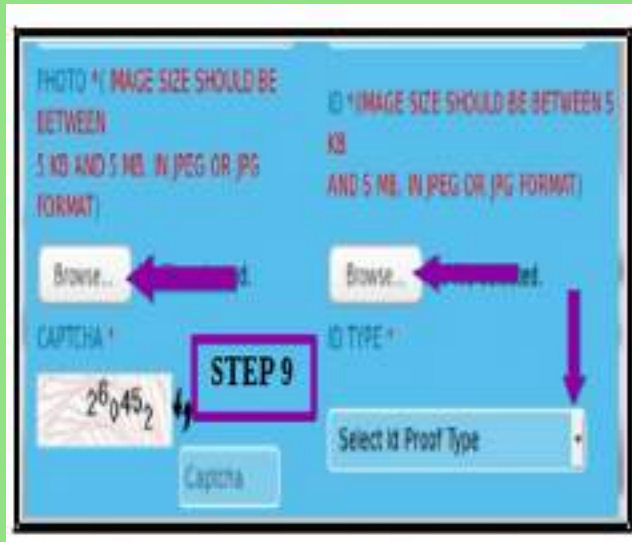 PHOTO *( IMAGE SIZE SHOULD BE
BETWEEN
5 KB AND 5 MB. IN JPEG OR JPG
FORMAT)
Browse...
CAPTCHA *
260452
STEP 9
Captcha
ID *(IMAGE SIZE SHOULD BE BETWEEN 5
KB
AND 5 MB. IN JPEG OR JPG FORMAT)
Browse...
ID TYPE *
Select Id Proof Type